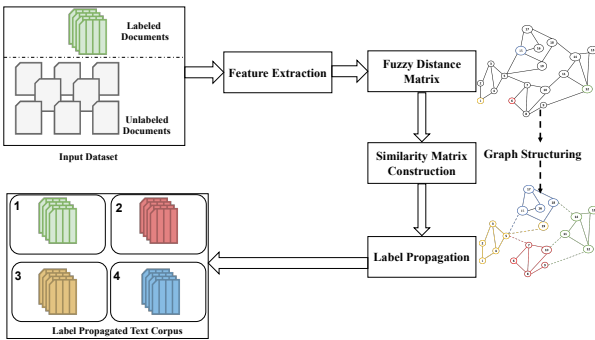 Labeled
Documents
Unlabeled
Documents
Input Dataset
Feature Extraction
Fuzzy Distance
Matrix
Similarity Matrix
Construction
Graph Structuring
Label Propagation
1
2
3
4
Label Propagated Text Corpus